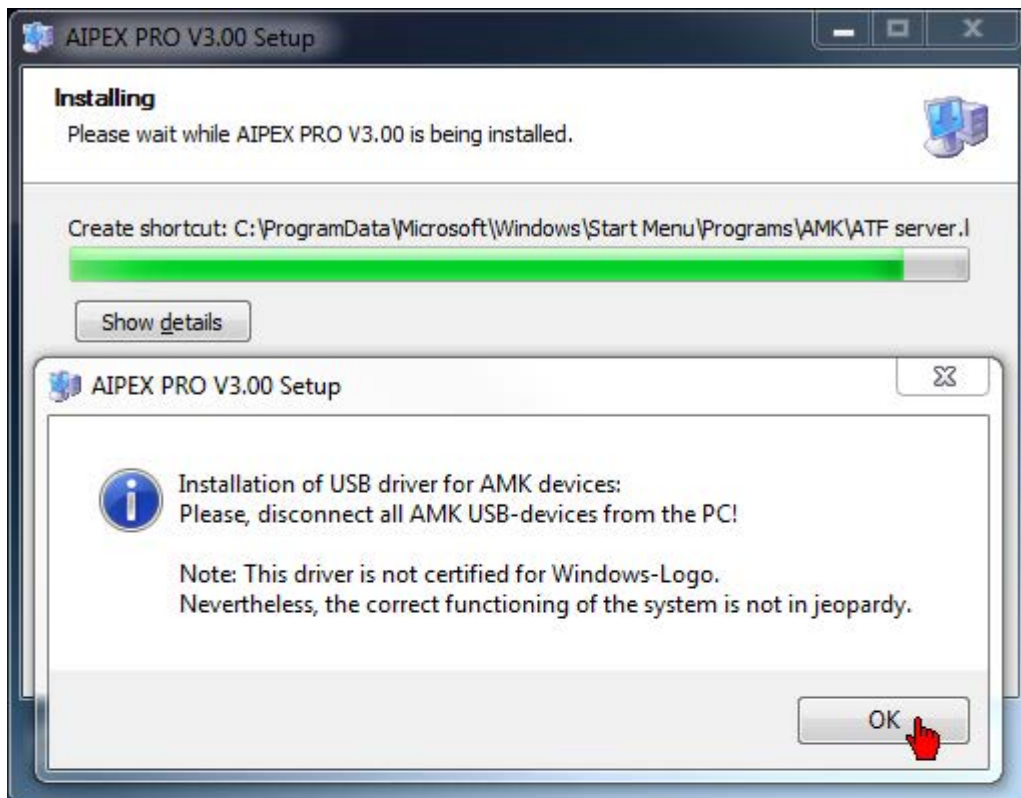 AIPEX PRO V3.00 Setup
Installing
Please wait while AIPEX PRO V3.00 is being installed.
Create shortcut: C:\ProgramData\Microsoft\Windows\Start Menu\Programs\AMK\ATF server.l
Show details
AIPEX PRO V3.00 Setup
Installation of USB driver for AMK devices:
Please, disconnect all AMK USB-devices from the PC!
Note: This driver is not certified for Windows-Logo.
Nevertheless, the correct functioning of the system is not in jeopardy.
OK